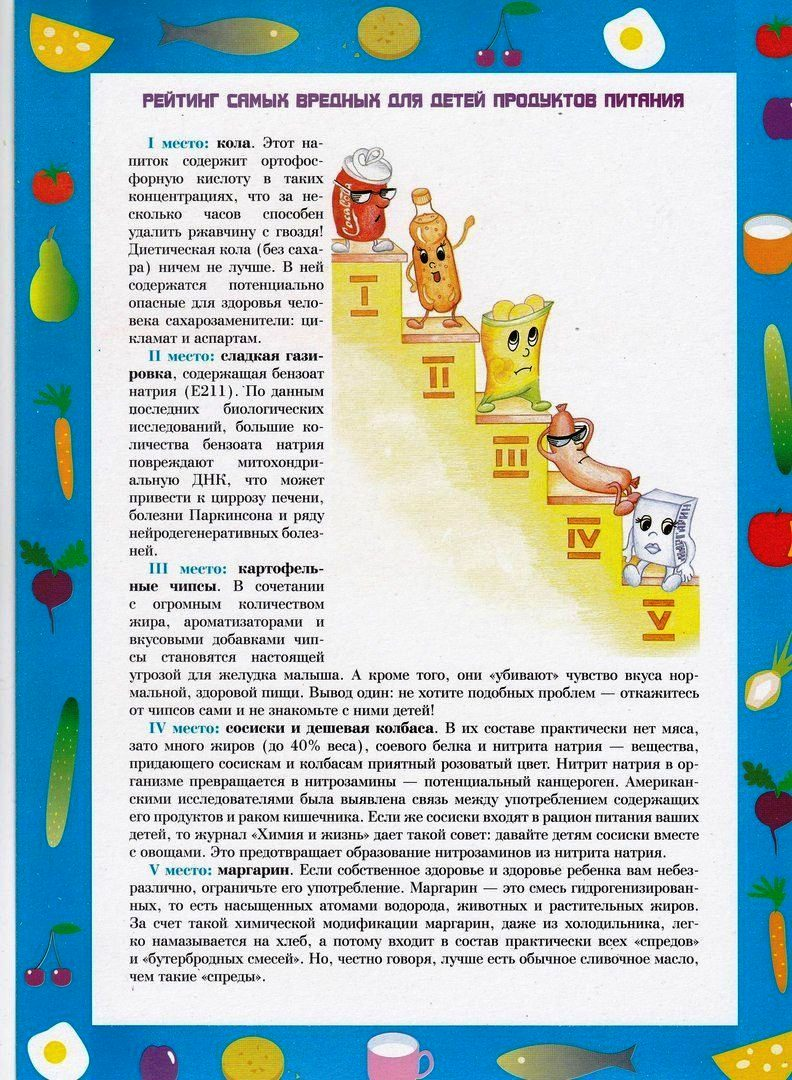 РЕЙТИНГ САМЫХ ВРЕДНЫХ ДЛЯ ДЕТЕЙ ПРОДУКТОВ ПИТАНИЯ
I место: кола. Этот на-
питок содержит ортофос-
форную кислоту в таких
концентрациях, что за не-
сколько часов способен
удалить ржавчину с гвоздя!
Диетическая кола (без саха-
ра) ничем не лучше. В ней
содержатся потенциально
опасные для здоровья чело-
века сахарозаменители: ци-
кламат и аспартам.
II место: сладкая гази-
ровка, содержащая бензоат
натрия (Е211). По данным
последних биологических
исследований, большие ко-
личества бензоата натрия
повреждают митохондри-
альную ДНК, что может
привести к циррозу печени,
болезни Паркинсона и ряду
нейродегенеративных болез-
ней.
III место: картофель-
ные чипсы. В сочетании
с огромным количеством
жира, ароматизаторами и
вкусовыми добавками чип-
сы становятся настоящей
угрозой для желудка малыша. А кроме того, они «убивают» чувство вкуса нор-
мальной, здоровой пищи. Вывод один: не хотите подобных проблем — откажитесь
от чипсов сами и не знакомьте с ними детей!
IV место: сосиски и дешевая колбаса. В их составе практически нет мяса,
зато много жиров (до 40% веса), соевого белка и нитрита натрия — вещества,
придающего сосискам и колбасам приятный розоватый цвет. Нитрит натрия в ор-
ганизме превращается в нитрозамины — потенциальный канцероген. Американ-
скими исследователями была выявлена связь между употреблением содержащих
его продуктов и раком кишечника. Если же сосиски входят в рацион питания ваших
детей, то журнал «Химия и жизнь» дает такой совет: давайте детям сосиски вместе
с овощами. Это предотвращает образование нитрозаминов из нитрита натрия.
V место: маргарин. Если собственное здоровье и здоровье ребенка вам небез-
различно, ограничьте его употребление. Маргарин — это смесь гидрогенизирован-
ных, то есть насыщенных атомами водорода, животных и растительных жиров.
За счет такой химической модификации маргарин, даже из холодильника, лег-
ко намазывается на хлеб, а потому входит в состав практически всех «спредов»
и «бутербродных смесей». Но, честно говоря, лучше есть обычное сливочное масло,
чем такие «спреды».
CocaCola
I
II
III
IV
V